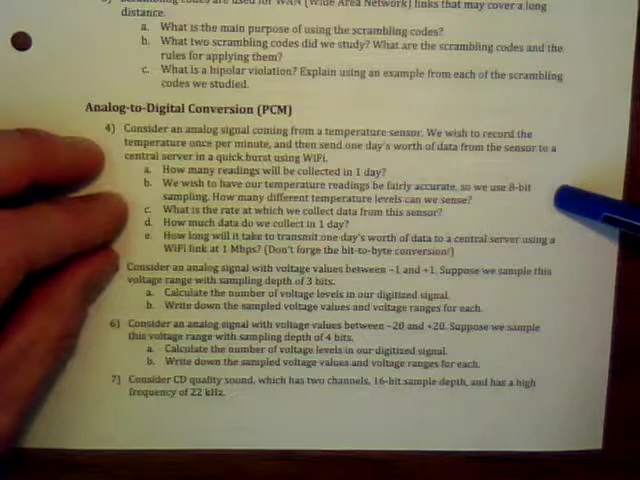 Scrambling codes are used for WAN (Wide Area Network) links that may cover a long
distance.
a. What is the main purpose of using the scrambling codes?
b. What two scrambling codes did we study? What are the scrambling codes and the
rules for applying them?
c. What is a bipolar violation? Explain using an example from each of the scrambling
codes we studied.
Analog-to-Digital Conversion (PCM)
4) Consider an analog signal coming from a temperature sensor. We wish to record the
temperature once per minute, and then send one day's worth of data from the sensor to a
central server in a quick burst using WiFi.
a. How many readings will be collected in 1 day?
b. We wish to have our temperature readings be fairly accurate, so we use 8-bit
sampling. How many different temperature levels can we sense?
c. What is the rate at which we collect data from this sensor?
d. How much data do we collect in 1 day?
e. How long will it take to transmit one day's worth of data to a central server using a
WiFi link at 1 Mbps? (Don't forget the bit-to-byte conversion!)
Consider an analog signal with voltage values between -1 and +1. Suppose we sample this
voltage range with sampling depth of 3 bits.
a. Calculate the number of voltage levels in our digitized signal.
b. Write down the sampled voltage values and voltage ranges for each.
6) Consider an analog signal with voltage values between -20 and +20. Suppose we sample
this voltage range with sampling depth of 4 bits.
a. Calculate the number of voltage levels in our digitized signal.
b. Write down the sampled voltage values and voltage ranges for each.
7) Consider CD quality sound, which has two channels, 16-bit sample depth, and has a high
frequency of 22 kHz.